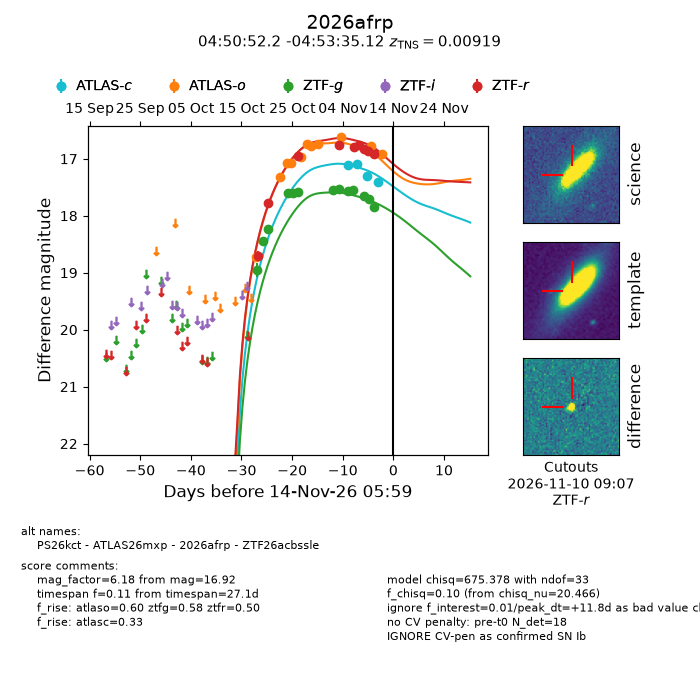 2026afrp
04:50:52.2 -04:53:35.12 zTNS = 0.00919
ATLAS-c ATLAS-o ZTF-g ZTF-i ZTF-r
15 Sep 25 Sep 05 Oct 15 Oct 25 Oct 04 Nov 14 Nov 24 Nov
17
18
19
20
21
22
Difference magnitude
−60 −50 −40 −30 −20 −10 0 10
Days before 14-Nov-26 05:59
science
template
difference
Cutouts
2026-11-10 09:07
ZTF-r
alt names:
PS26kct - ATLAS26mxp - 2026afrp - ZTF26acbssle
score comments:
mag_factor=6.18 from mag=16.92
timespan f=0.11 from timespan=27.1d
f_rise: atlaso=0.60 ztfg=0.58 ztfr=0.50
f_rise: atlasc=0.33
model chisq=675.378 with ndof=33
f_chisq=0.10 (from chisq_nu=20.466)
ignore f_interest=0.01/peak_dt=+11.8d as bad value
no CV penalty: pre-t0 N_det=18
IGNORE CV-pen as confirmed SN Ib